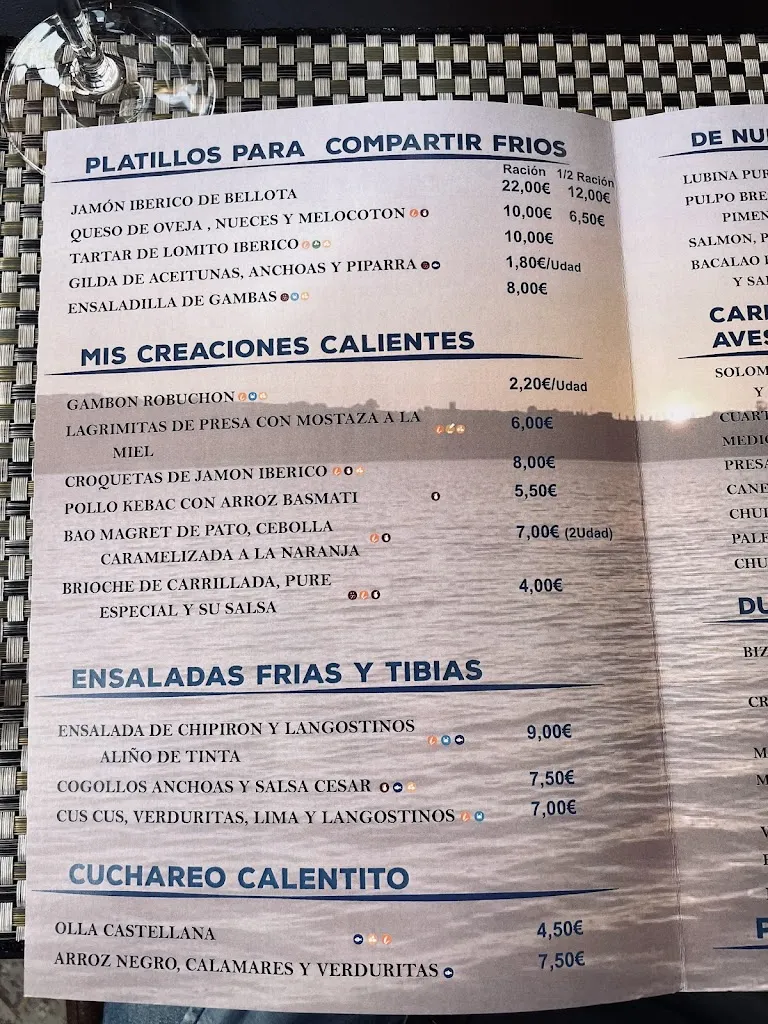 PLATILLOS PARA COMPARTIR FRIOS
Ración 1/2 Ración
JAMÓN IBERICO DE BELLOTA 22,00€ 12,00€
QUESO DE OVEJA , NUECES Y MELOCOTON 10,00€ 6,50€
TARTAR DE LOMITO IBERICO 10,00€
GILDA DE ACEITUNAS, ANCHOAS Y PIPARRA 1,80€/Udad
ENSALADILLA DE GAMBAS 8,00€
MIS CREACIONES CALIENTES
GAMBON ROBUCHON 2,20€/Udad
LAGRIMITAS DE PRESA CON MOSTAZA A LA 6,00€
MIEL
CROQUETAS DE JAMON IBERICO 8,00€
POLLO KEBAC CON ARROZ BASMATI 5,50€
BAO MAGRET DE PATO, CEBOLLA 7,00€ (2Udad)
CARAMELIZADA A LA NARANJA
BRIOCHE DE CARRILLADA, PURE 4,00€
ESPECIAL Y SU SALSA
ENSALADAS FRIAS Y TIBIAS
ENSALADA DE CHIPIRON Y LANGOSTINOS 9,00€
ALIÑO DE TINTA
COGOLLOS ANCHOAS Y SALSA CESAR 7,50€
CUS CUS, VERDURITAS, LIMA Y LANGOSTINOS 7,00€
CUCHAREO CALENTITO
OLLA CASTELLANA 4,50€
ARROZ NEGRO, CALAMARES Y VERDURITAS 7,50€
DE NU
LUBINA PUR
PULPO BRE
PIMEN
SALMON, P
BACALAO
Y SA
CAR
AVES
SOLOM
Y
CUART
MEDIO
PRESA
CANE
CHUL
PALE
CHU
DU
BIZ
CR
M
M
V